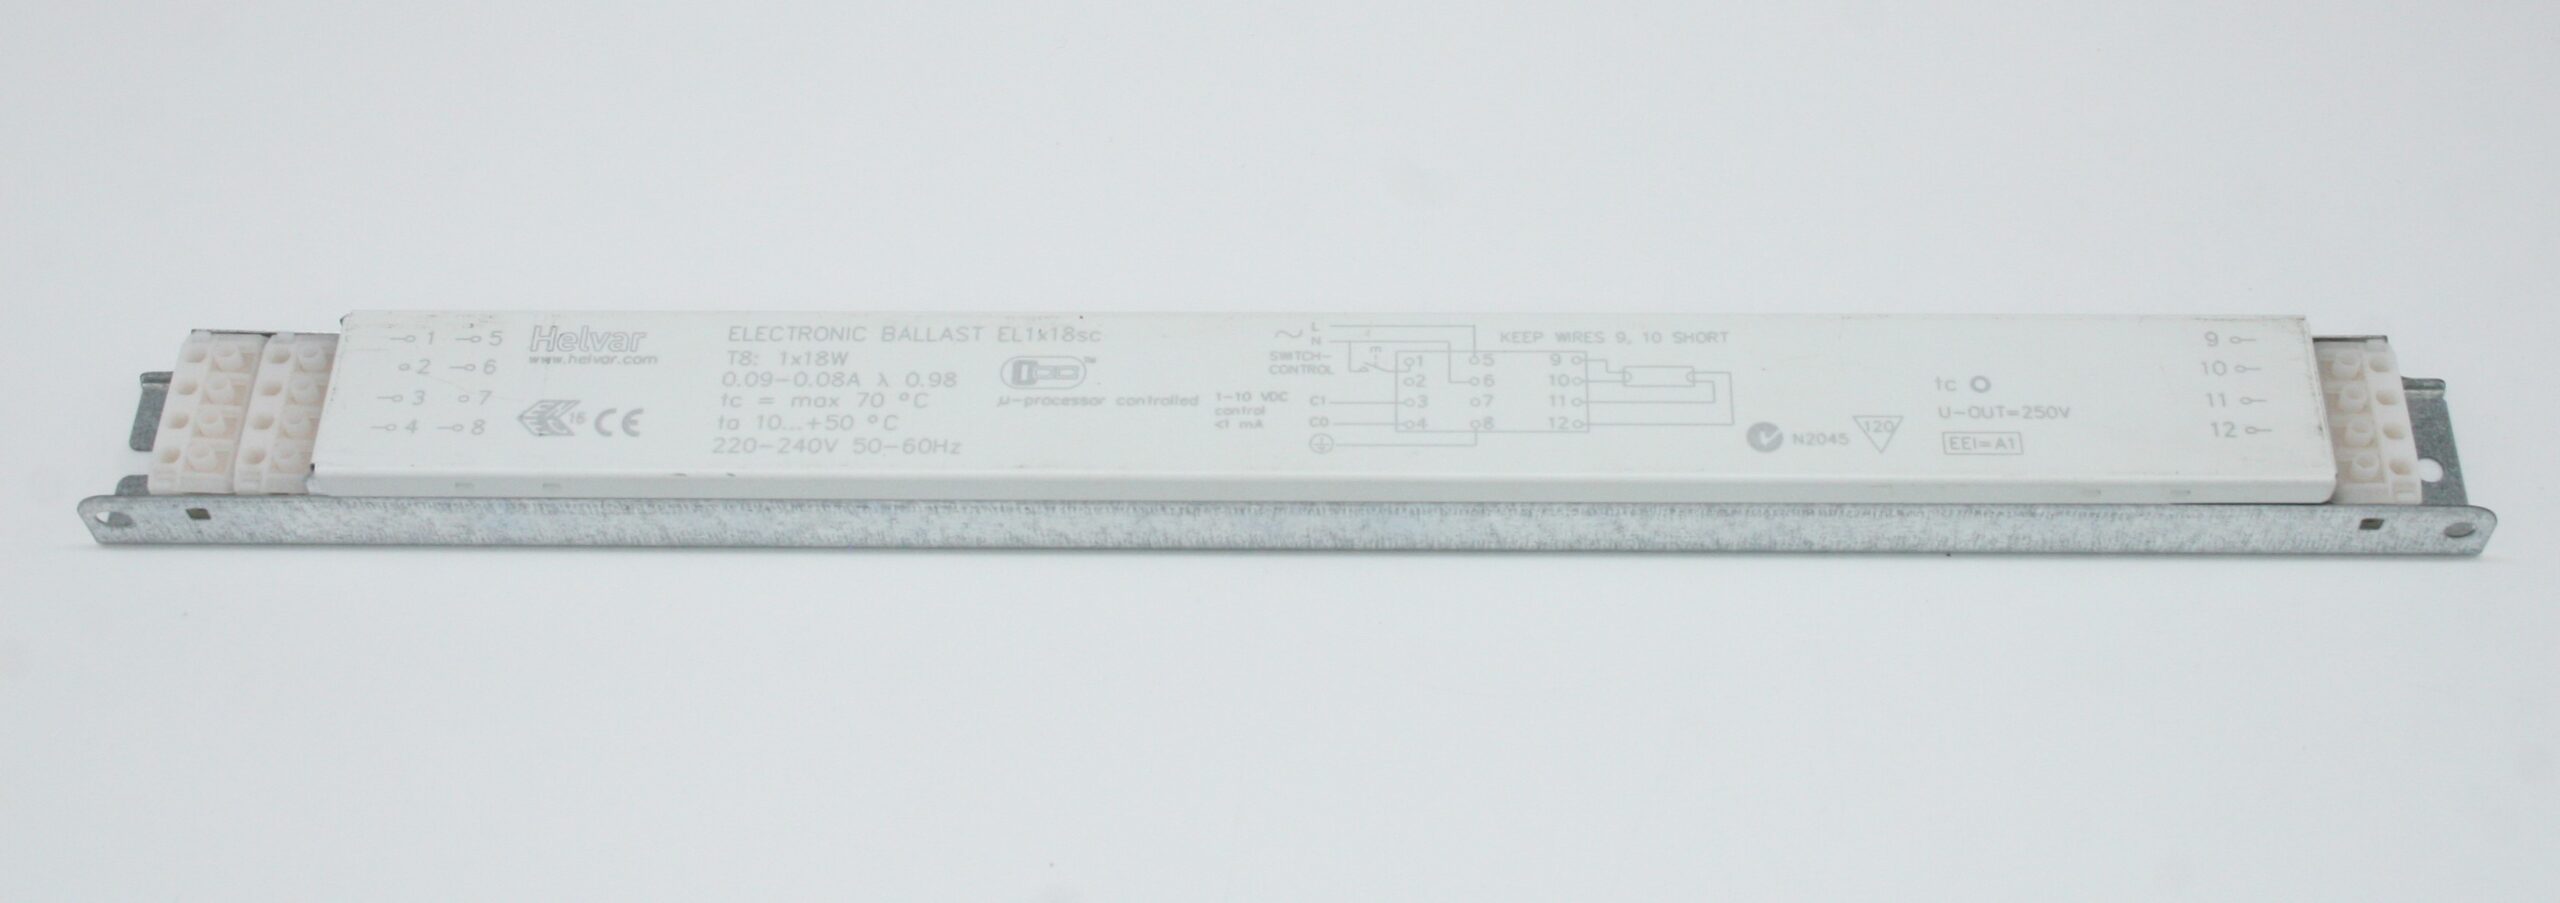 1 5
2 6
3 7
4 8
Helvar
www.helvar.com
16 CE
ELECTRONIC BALLAST EL1x18sc
T8: 1x18W
0.09-0.08A λ 0.98
tc = max 70 °C
ta 10...+50 °C
220-240V 50-60Hz
TM
µ-processor controlled
1-10 VDC
control
<1 mA
~ L
N
SWITCH-
CONTROL
C1
C0
1 5
2 6
3 7
4 8
KEEP WIRES 9, 10 SHORT
9
10
11
12
N2045
120
tc
U-OUT=250V
EEI=A1
9
10
11
12